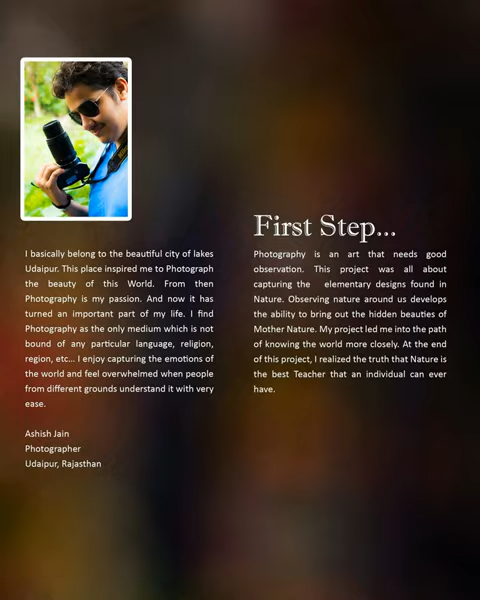 I basically belong to the beautiful city of lakes
Udaipur. This place inspired me to Photograph
the beauty of this World. From then
Photography is my passion. And now it has
turned an important part of my life. I find
Photography as the only medium which is not
bound of any particular language, religion,
region, etc... I enjoy capturing the emotions of
the world and feel overwhelmed when people
from different grounds understand it with very
ease.
Ashish Jain
Photographer
Udaipur, Rajasthan
First Step...
Photography is an art that needs good
observation. This project was all about
capturing the elementary designs found in
Nature. Observing nature around us develops
the ability to bring out the hidden beauties of
Mother Nature. My project led me into the path
of knowing the world more closely. At the end
of this project, I realized the truth that Nature is
the best Teacher that an individual can ever
have.